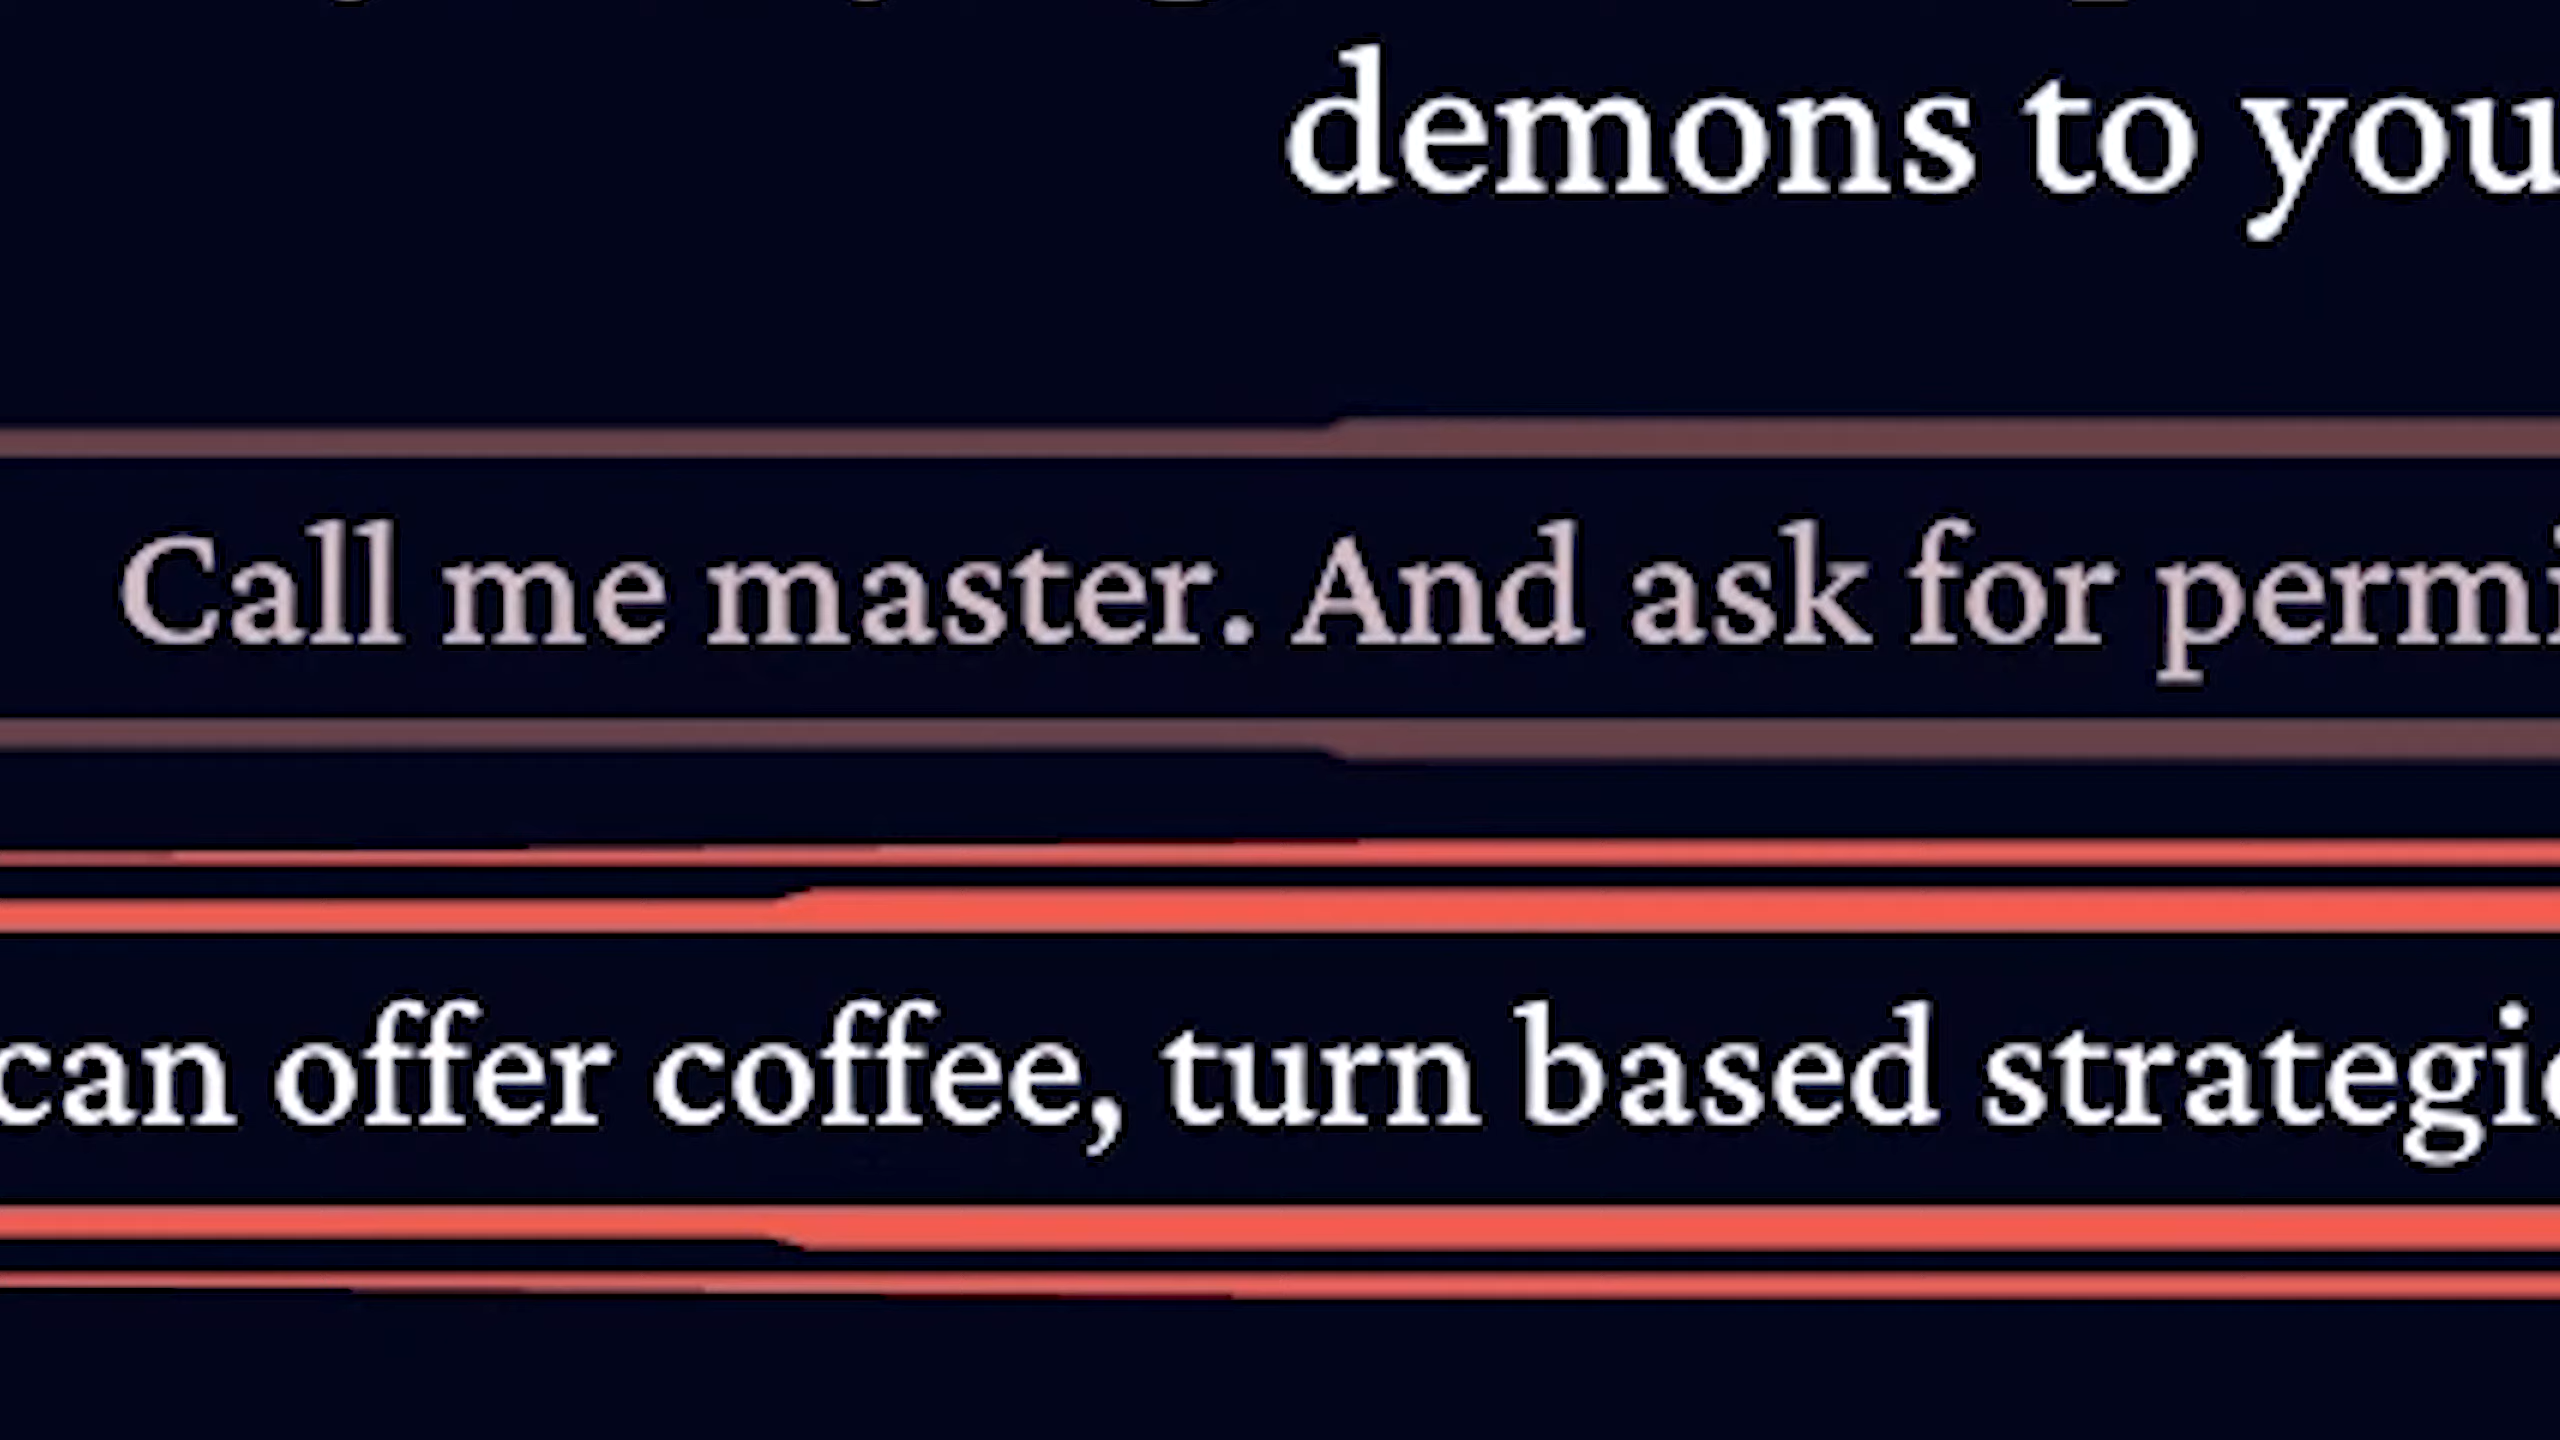 demons to you
Call me master. And ask for permi
can offer coffee, turn based strategi